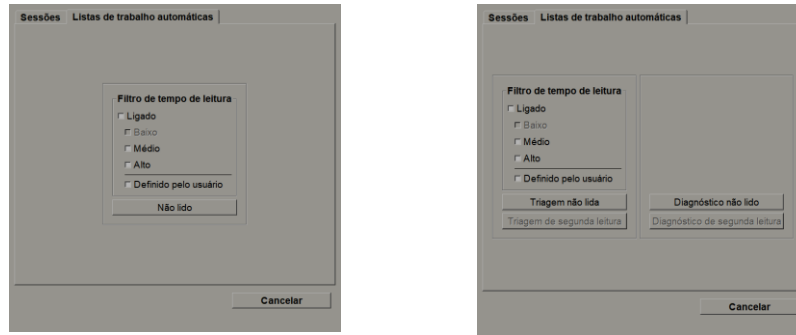 Sessões Listas de trabalho automáticas
Filtro de tempo de leitura
Ligado
Baixo
Médio
Alto
Definido pelo usuário
Não lido
Cancelar
Sessões Listas de trabalho automáticas
Filtro de tempo de leitura
Ligado
Baixo
Médio
Alto
Definido pelo usuário
Triagem não lida
Triagem de segunda leitura
Diagnóstico não lido
Diagnóstico de segunda leitura
Cancelar